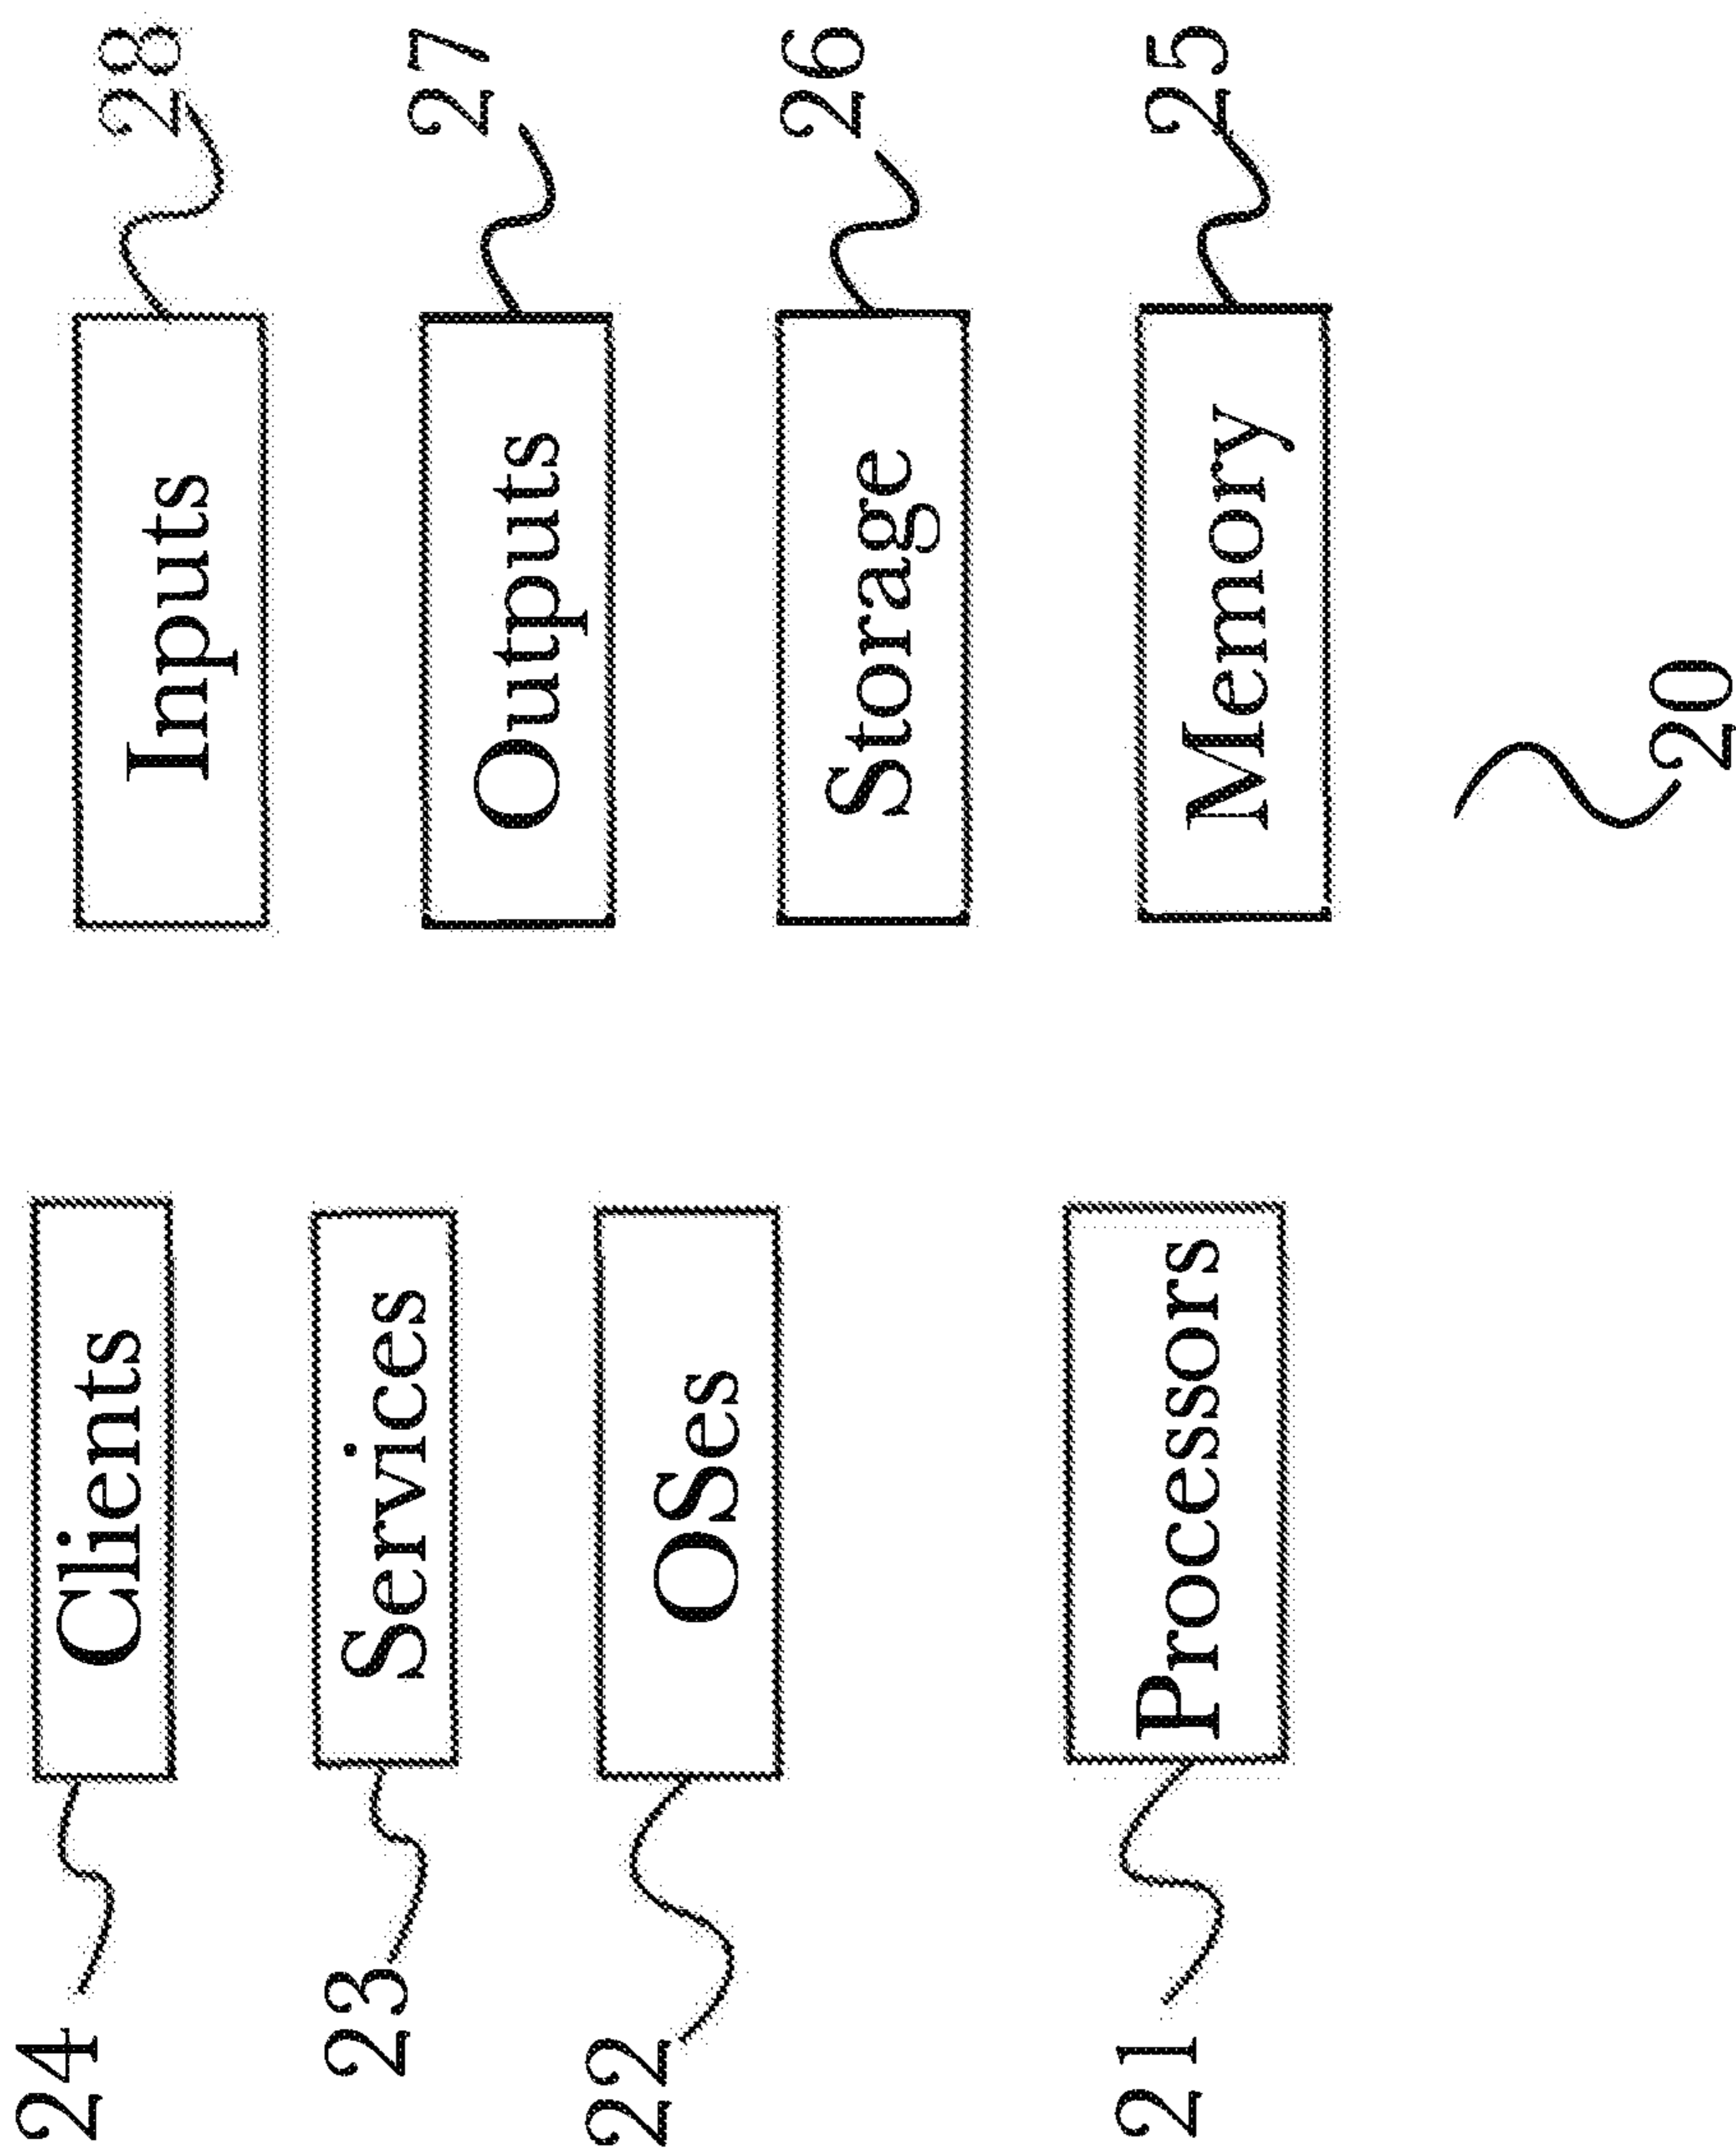 24 Clients
Inputs 28
23 Services
Outputs 27
22 OSes
Storage 26
21 Processors
Memory 25
20